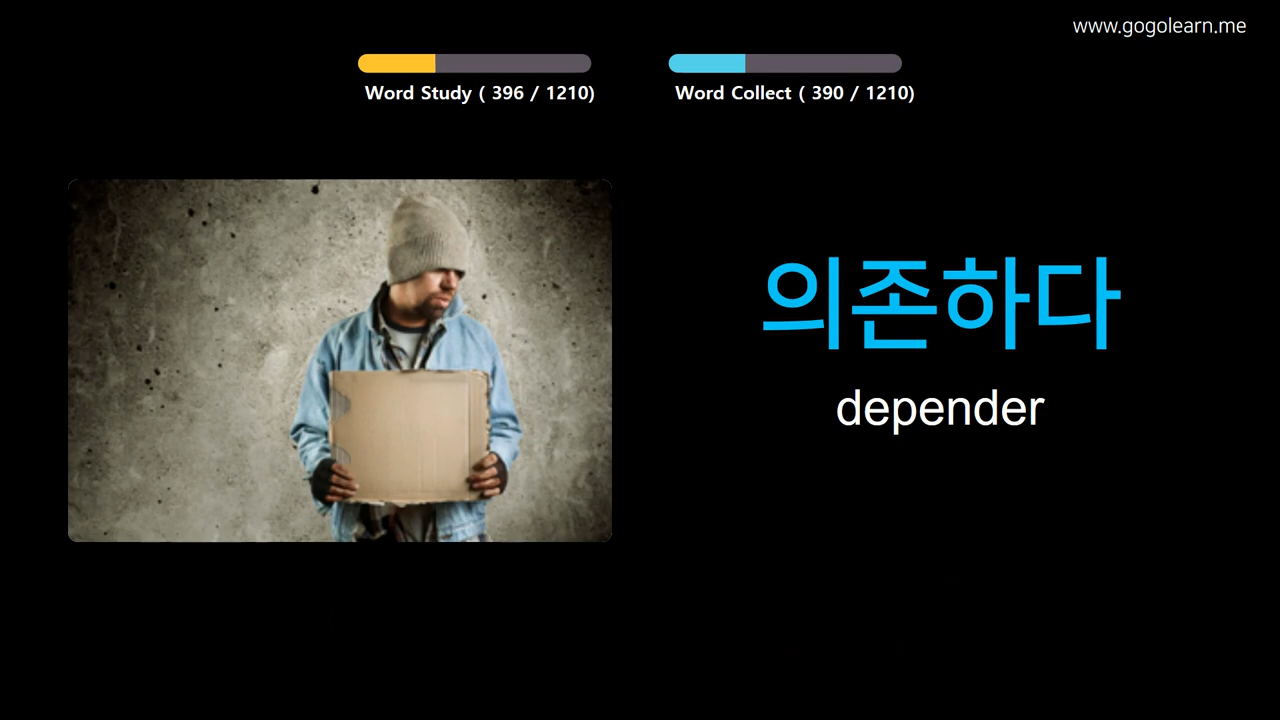 www.gogolearn.me
Word Study ( 396 / 1210)
Word Collect ( 390 / 1210)
의존하다
depender